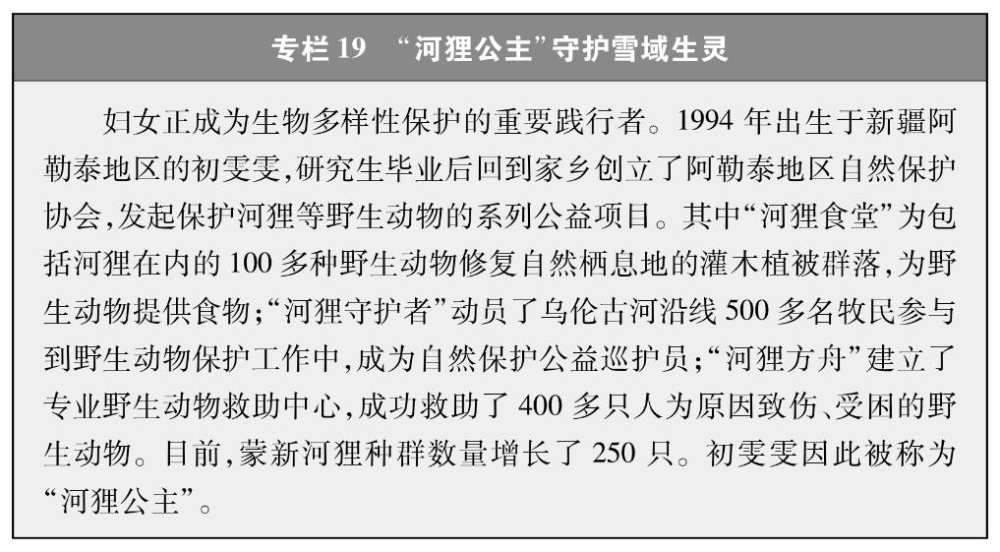 专栏 19 “河狸公主”守护雪域生灵
妇女正成为生物多样性保护的重要践行者。1994 年出生于新疆阿
勒泰地区的初雯雯,研究生毕业后回到家乡创立了阿勒泰地区自然保护
协会,发起保护河狸等野生动物的系列公益项目。其中“河狸食堂”为包
括河狸在内的 100 多种野生动物修复自然栖息地的灌木植被群落,为野
生动物提供食物;“河狸守护者”动员了乌伦古河沿线 500 多名牧民参与
到野生动物保护工作中,成为自然保护公益巡护员;“河狸方舟”建立了
专业野生动物救助中心,成功救助了 400 多只人为原因致伤、受困的野
生动物。目前,蒙新河狸种群数量增长了 250 只。初雯雯因此被称为
“河狸公主”。